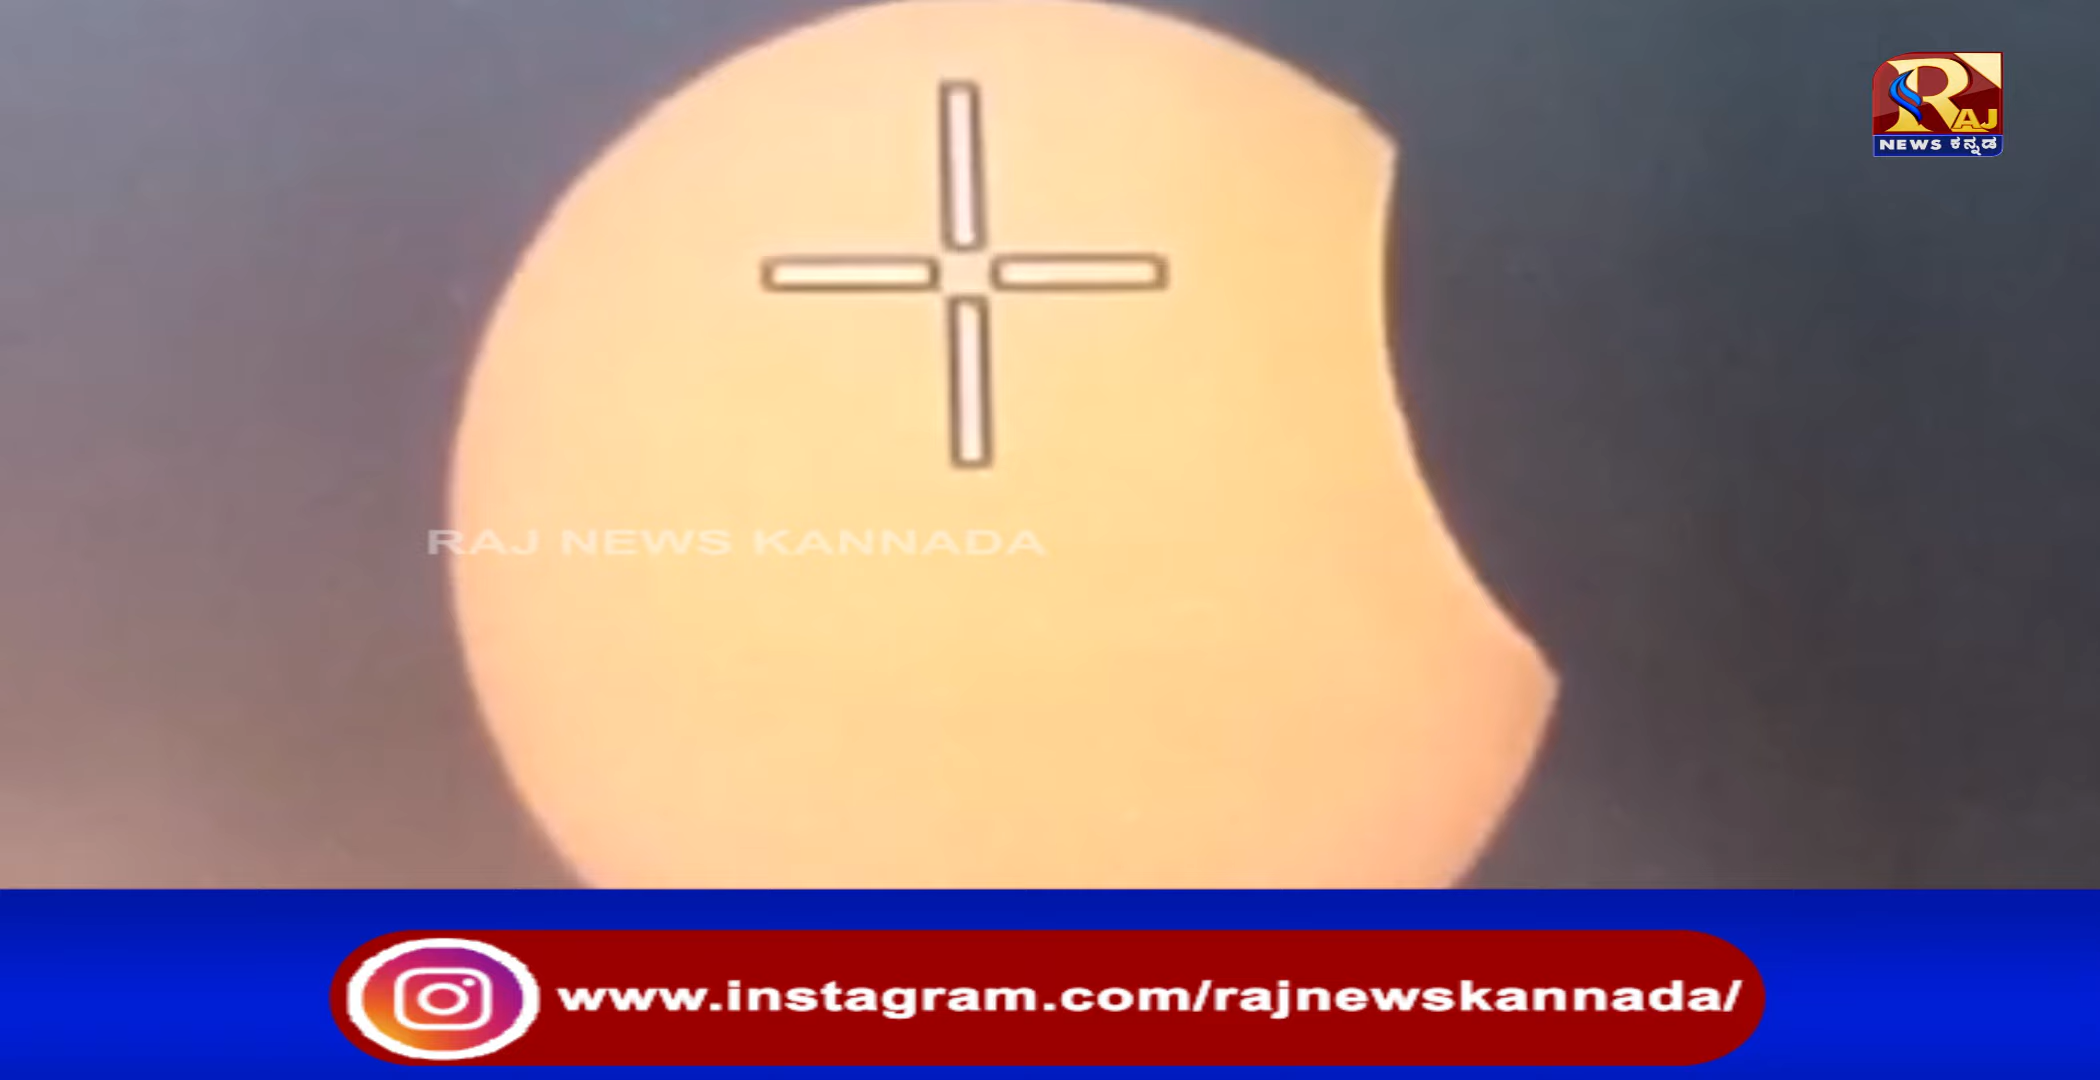 RAJ
NEWS ಕನ್ನಡ
RAJ NEWS KANNADA
www.instagram.com/rajnewskannada/